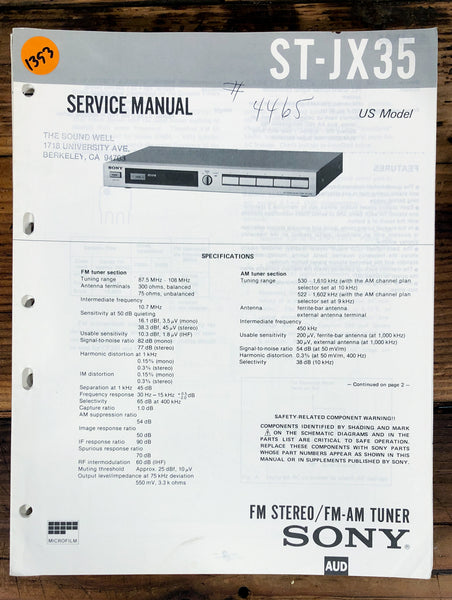 1353
ST-JX35
SERVICE MANUAL
# 4465
US Model
THE SOUND WELL
1718 UNIVERSITY AVE.
BERKELEY, CA 94703
FEATURES
SONY
SPECIFICATIONS
FM tuner section
Tuning range 87.5 MHz - 108 MHz
Antenna terminals 300 ohms, balanced
75 ohms, unbalanced
Intermediate frequency
10.7 MHz
Sensitivity at 50 dB quieting
16.1 dBf, 3.5 µV (mono)
38.3 dBf, 45 µV (stereo)
Usable sensitivity 10.3 dBf, 1.8 µV (IHF)
Signal-to-noise ratio 82 dB (mono)
77 dB (stereo)
Harmonic distortion at 1 kHz
0.15% (mono)
0.3% (stereo)
IM distortion 0.15% (mono)
0.3% (stereo)
Separation at 1 kHz 45 dB
Frequency response 30 Hz – 15 kHz
Selectivity 65 dB at 400 kHz
Capture ratio 1.0 dB
AM suppression ratio
54 dB
Image response ratio
50 dB
IF response ratio 90 dB
Spurious response ratio
70 dB
RF intermodulation 60 dB (IHF)
Muting threshold Approx. 25 dBf, 10 µV
Output level/impedance at 75 kHz deviation
550 mV, 3.3 k ohms
AM tuner section
Tuning range 530 - 1,610 kHz (with the AM channel plan
selector set at 10 kHz)
522 - 1,602 kHz (with the AM channel plan
selector set at 9 kHz)
Antenna ferrite-bar antenna
external antenna terminal
Intermediate frequency
450 kHz
Usable sensitivity 200 µV, ferrite-bar antenna (at 1,000 kHz)
30 µV, external antenna (at 1,000 kHz)
Signal-to-noise ratio 54 dB (at 50 mV/m)
Harmonic distortion 0.3% (at 50 mV/m, 400 Hz)
Selectivity 38 dB (10 kHz)
– Continued on page 2 –
SAFETY-RELATED COMPONENT WARNING!!
COMPONENTS IDENTIFIED BY SHADING AND MARK
⚠ ON THE SCHEMATIC DIAGRAMS AND IN THE
PARTS LIST ARE CRITICAL TO SAFE OPERATION.
REPLACE THESE COMPONENTS WITH SONY PARTS
WHOSE PART NUMBERS APPEAR AS SHOWN IN THIS
MANUAL OR IN SUPPLEMENTS PUBLISHED BY SONY.
MICROFILM
FM STEREO/FM-AM TUNER
SONY®
AUD